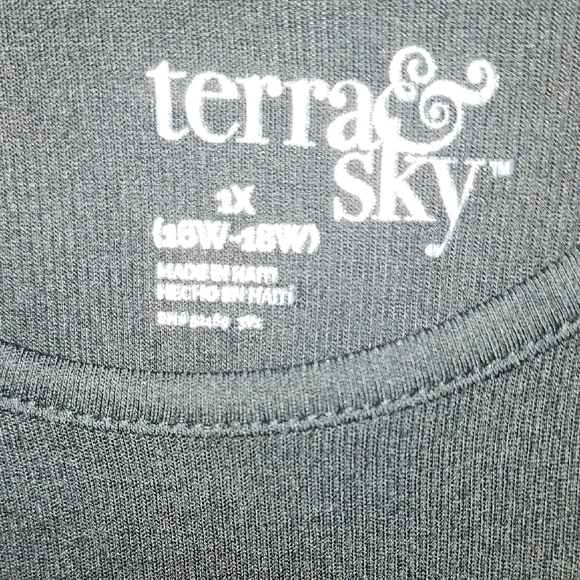 terra &
sky™
1X
(16W-18W)
MADE IN HAITI
HECHO EN HAITÍ